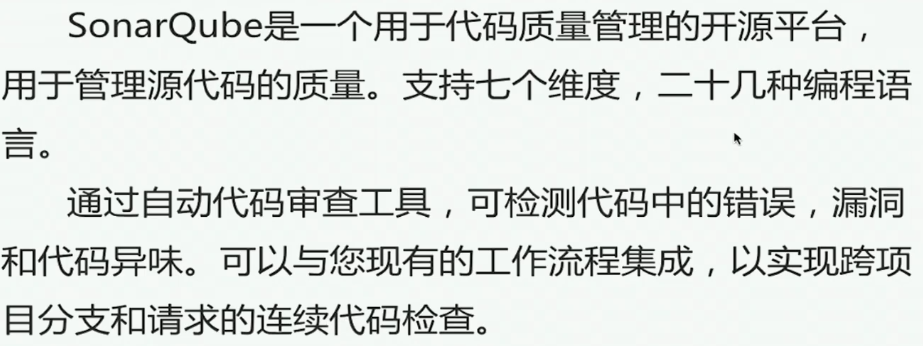 SonarQube是一个用于代码质量管理的开源平台，
用于管理源代码的质量。支持七个维度，二十几种编程语
言。
通过自动代码审查工具，可检测代码中的错误，漏洞
和代码异味。可以与您现有的工作流程集成，以实现跨项
目分支和请求的连续代码检查。